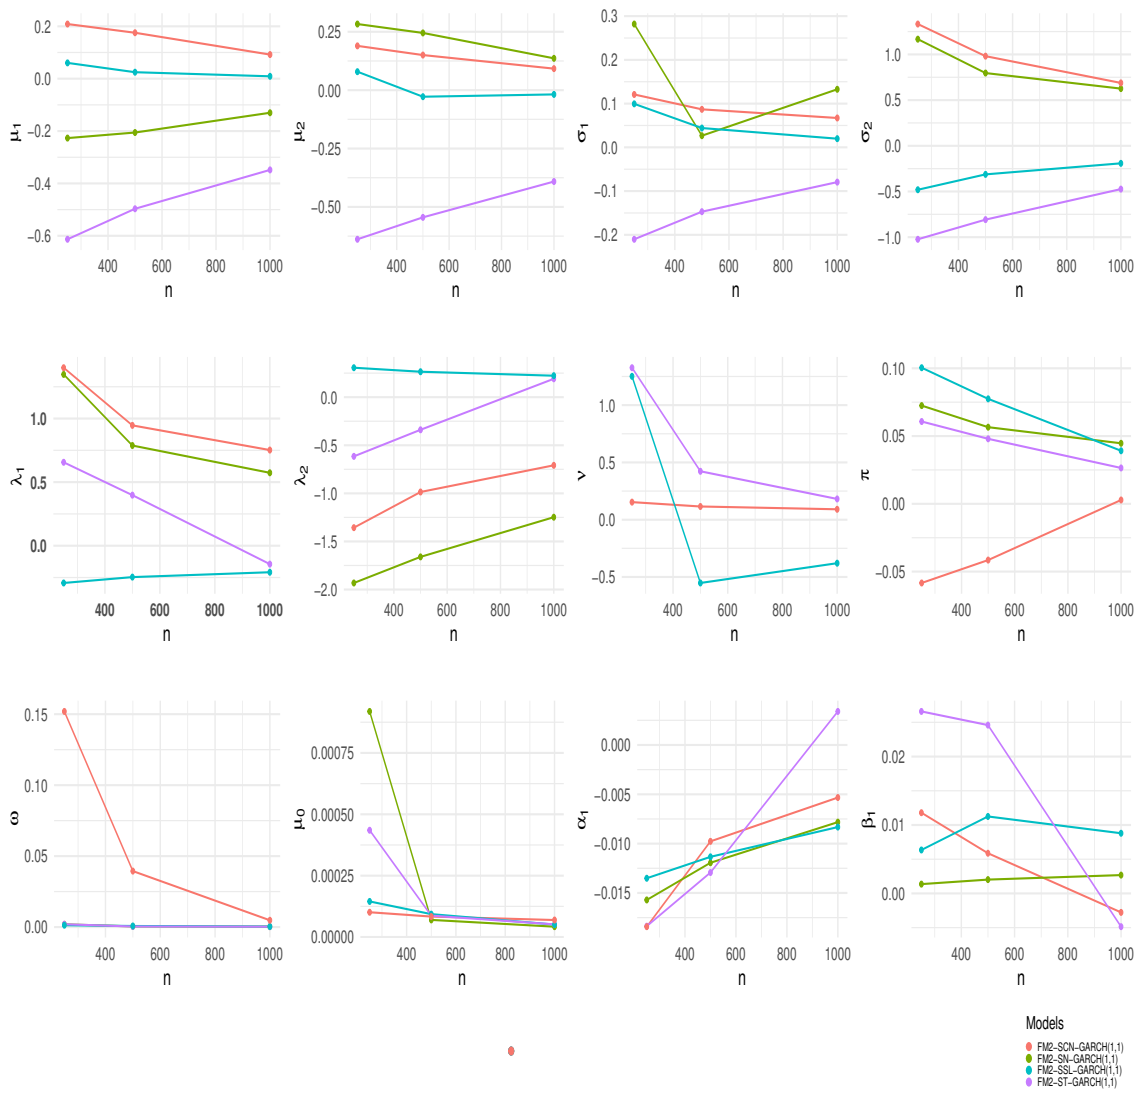 μ1
0.2
0.0
−0.2
−0.4
−0.6
400 600 800 1000
n
μ2
0.25
0.00
−0.25
−0.50
400 600 800 1000
n
σ1
0.3
0.2
0.1
0.0
−0.1
−0.2
400 600 800 1000
n
σ2
1.0
0.5
0.0
−0.5
−1.0
400 600 800 1000
n
λ1
1.0
0.5
0.0
400 600 800 1000
n
λ2
0.0
−0.5
−1.0
−1.5
−2.0
400 600 800 1000
n
ν
1.0
0.5
0.0
−0.5
400 600 800 1000
n
π
0.10
0.05
0.00
−0.05
400 600 800 1000
n
ω
0.15
0.10
0.05
0.00
400 600 800 1000
n
μ0
0.00075
0.00050
0.00025
0.00000
400 600 800 1000
n
α1
0.000
−0.005
−0.010
−0.015
400 600 800 1000
n
β1
0.02
0.01
0.00
400 600 800 1000
n
Models
FM2−SCN−GARCH(1,1)
FM2−SN−GARCH(1,1)
FM2−SSL−GARCH(1,1)
FM2−ST−GARCH(1,1)